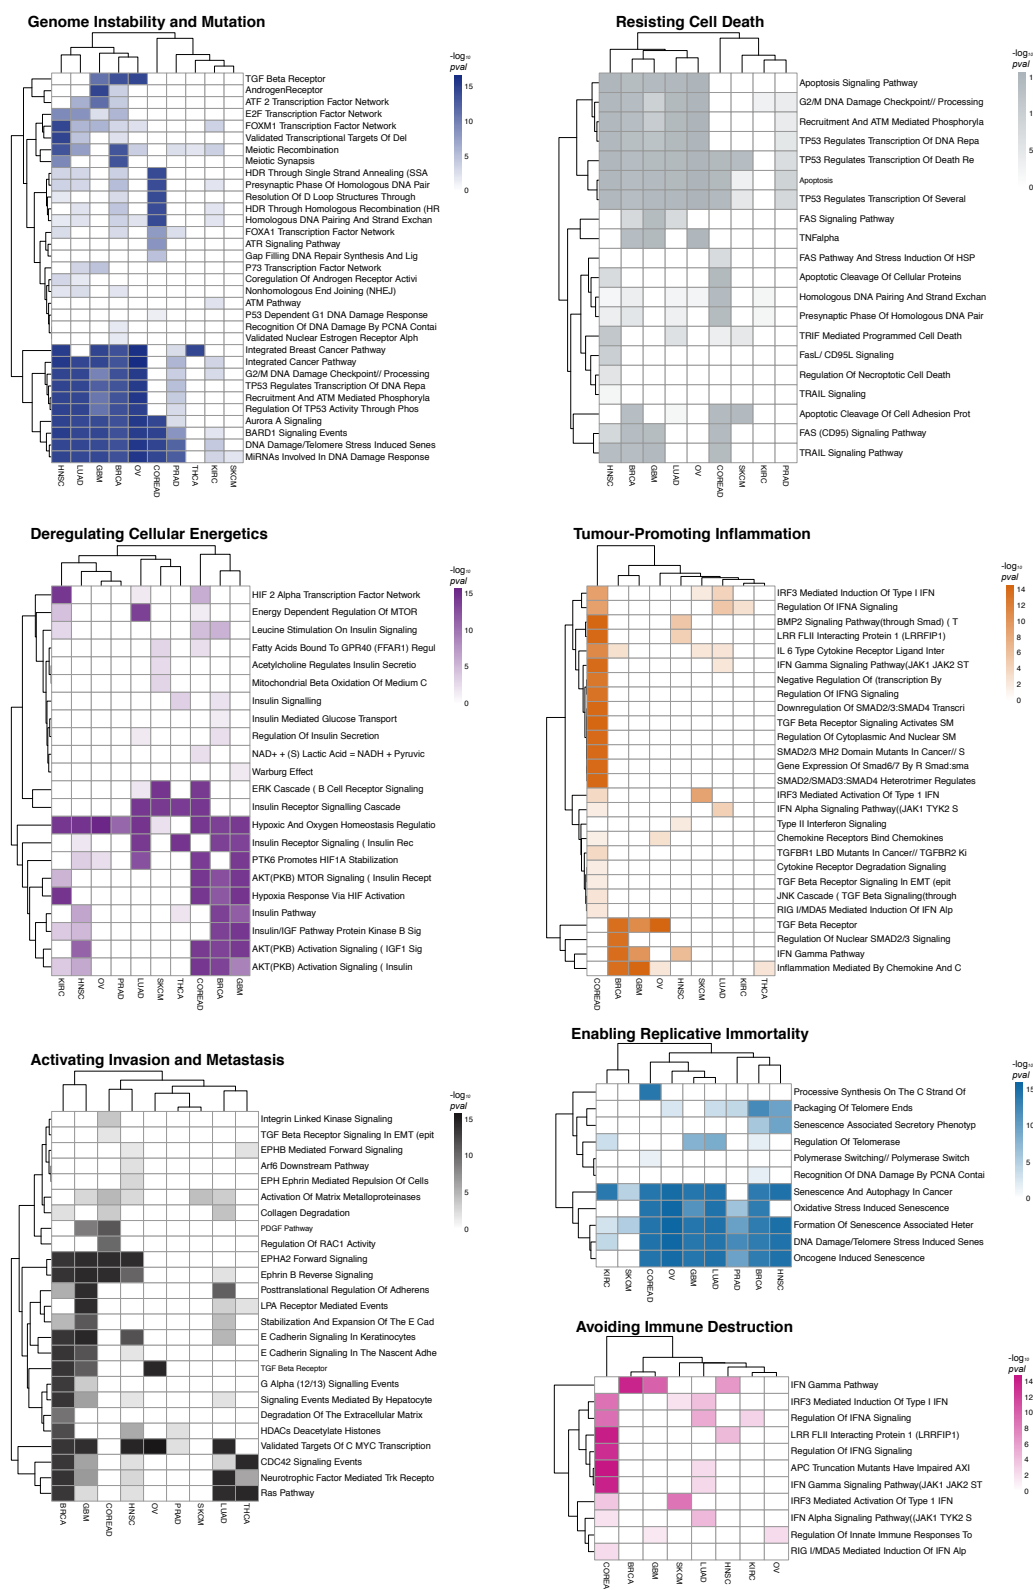 Genome Instability and Mutation
-log₁₀
pval
15
10
5
0
TGF Beta Receptor
AndrogenReceptor
ATF 2 Transcription Factor Network
E2F Transcription Factor Network
FOXM1 Transcription Factor Network
Validated Transcriptional Targets Of Del
Meiotic Recombination
Meiotic Synapsis
HDR Through Single Strand Annealing (SSA
Presynaptic Phase Of Homologous DNA Pair
Resolution Of D Loop Structures Through
HDR Through Homologous Recombination (HR
Homologous DNA Pairing And Strand Exchan
FOXA1 Transcription Factor Network
ATR Signaling Pathway
Gap Filling DNA Repair Synthesis And Lig
P73 Transcription Factor Network
Coregulation Of Androgen Receptor Activi
Nonhomologous End Joining (NHEJ)
ATM Pathway
P53 Dependent G1 DNA Damage Response
Recognition Of DNA Damage By PCNA Contai
Validated Nuclear Estrogen Receptor Alph
Integrated Breast Cancer Pathway
Integrated Cancer Pathway
G2/M DNA Damage Checkpoint// Processing
TP53 Regulates Transcription Of DNA Repa
Recruitment And ATM Mediated Phosphoryla
Regulation Of TP53 Activity Through Phos
Aurora A Signaling
BARD1 Signaling Events
DNA Damage/Telomere Stress Induced Senes
MiRNAs Involved In DNA Damage Response
HNSC
LUAD
GBM
BRCA
OV
COREAD
PRAD
THCA
KIRC
SKCM
Resisting Cell Death
-log₁₀
pval
1
1
5
0
Apoptosis Signaling Pathway
G2/M DNA Damage Checkpoint// Processing
Recruitment And ATM Mediated Phosphoryla
TP53 Regulates Transcription Of DNA Repa
TP53 Regulates Transcription Of Death Re
Apoptosis
TP53 Regulates Transcription Of Several
FAS Signaling Pathway
TNFalpha
FAS Pathway And Stress Induction Of HSP
Apoptotic Cleavage Of Cellular Proteins
Homologous DNA Pairing And Strand Exchan
Presynaptic Phase Of Homologous DNA Pair
TRIF Mediated Programmed Cell Death
FasL/ CD95L Signaling
Regulation Of Necroptotic Cell Death
TRAIL Signaling
Apoptotic Cleavage Of Cell Adhesion Prot
FAS (CD95) Signaling Pathway
TRAIL Signaling Pathway
HNSC
BRCA
GBM
LUAD
OV
COREAD
SKCM
KIRC
PRAD
Deregulating Cellular Energetics
-log₁₀
pval
15
10
5
0
HIF 2 Alpha Transcription Factor Network
Energy Dependent Regulation Of MTOR
Leucine Stimulation On Insulin Signaling
Fatty Acids Bound To GPR40 (FFAR1) Regul
Acetylcholine Regulates Insulin Secretio
Mitochondrial Beta Oxidation Of Medium C
Insulin Signalling
Insulin Mediated Glucose Transport
Regulation Of Insulin Secretion
NAD+ + (S) Lactic Acid = NADH + Pyruvic
Warburg Effect
ERK Cascade ( B Cell Receptor Signaling
Insulin Receptor Signalling Cascade
Hypoxic And Oxygen Homeostasis Regulatio
Insulin Receptor Signaling ( Insulin Rec
PTK6 Promotes HIF1A Stabilization
AKT(PKB) MTOR Signaling ( Insulin Recept
Hypoxia Response Via HIF Activation
Insulin Pathway
Insulin/IGF Pathway Protein Kinase B Sig
AKT(PKB) Activation Signaling ( IGF1 Sig
AKT(PKB) Activation Signaling ( Insulin
KIRC
HNSC
OV
PRAD
LUAD
SKCM
THCA
COREAD
BRCA
GBM
Tumour-Promoting Inflammation
-log₁₀
pval
14
12
10
8
6
4
2
0
IRF3 Mediated Induction Of Type I IFN
Regulation Of IFNA Signaling
BMP2 Signaling Pathway(through Smad) ( T
LRR FLII Interacting Protein 1 (LRRFIP1)
IL 6 Type Cytokine Receptor Ligand Inter
IFN Gamma Signaling Pathway(JAK1 JAK2 ST
Negative Regulation Of (transcription By
Regulation Of IFNG Signaling
Downregulation Of SMAD2/3:SMAD4 Transcri
TGF Beta Receptor Signaling Activates SM
Regulation Of Cytoplasmic And Nuclear SM
SMAD2/3 MH2 Domain Mutants In Cancer// S
Gene Expression Of Smad6/7 By R Smad:sma
SMAD2/SMAD3:SMAD4 Heterotrimer Regulates
IRF3 Mediated Activation Of Type 1 IFN
IFN Alpha Signaling Pathway((JAK1 TYK2 S
Type II Interferon Signaling
Chemokine Receptors Bind Chemokines
TGFBR1 LBD Mutants In Cancer// TGFBR2 Ki
Cytokine Receptor Degradation Signaling
TGF Beta Receptor Signaling In EMT (epit
JNK Cascade ( TGF Beta Signaling(through
RIG I/MDA5 Mediated Induction Of IFN Alp
TGF Beta Receptor
Regulation Of Nuclear SMAD2/3 Signaling
IFN Gamma Pathway
Inflammation Mediated By Chemokine And C
COREAD
BRCA
GBM
OV
HNSC
SKCM
LUAD
KIRC
THCA
Activating Invasion and Metastasis
-log₁₀
pval
15
10
5
0
Integrin Linked Kinase Signaling
TGF Beta Receptor Signaling In EMT (epit
EPHB Mediated Forward Signaling
Arf6 Downstream Pathway
EPH Ephrin Mediated Repulsion Of Cells
Activation Of Matrix Metalloproteinases
Collagen Degradation
PDGF Pathway
Regulation Of RAC1 Activity
EPHA2 Forward Signaling
Ephrin B Reverse Signaling
Posttranslational Regulation Of Adherens
LPA Receptor Mediated Events
Stabilization And Expansion Of The E Cad
E Cadherin Signaling In Keratinocytes
E Cadherin Signaling In The Nascent Adhe
TGF Beta Receptor
G Alpha (12/13) Signalling Events
Signaling Events Mediated By Hepatocyte
Degradation Of The Extracellular Matrix
HDACs Deacetylate Histones
Validated Targets Of C MYC Transcription
CDC42 Signaling Events
Neurotrophic Factor Mediated Trk Recepto
Ras Pathway
BRCA
GBM
COREAD
HNSC
OV
PRAD
SKCM
LUAD
THCA
Enabling Replicative Immortality
-log₁₀
pval
15
10
5
0
Processive Synthesis On The C Strand Of
Packaging Of Telomere Ends
Senescence Associated Secretory Phenotyp
Regulation Of Telomerase
Polymerase Switching// Polymerase Switch
Recognition Of DNA Damage By PCNA Contai
Senescence And Autophagy In Cancer
Oxidative Stress Induced Senescence
Formation Of Senescence Associated Heter
DNA Damage/Telomere Stress Induced Senes
Oncogene Induced Senescence
KIRC
SKCM
COREAD
OV
GBM
LUAD
PRAD
BRCA
HNSC
Avoiding Immune Destruction
-log₁₀
pval
14
12
10
8
6
4
2
0
IFN Gamma Pathway
IRF3 Mediated Induction Of Type I IFN
Regulation Of IFNA Signaling
LRR FLII Interacting Protein 1 (LRRFIP1)
Regulation Of IFNG Signaling
APC Truncation Mutants Have Impaired AXI
IFN Gamma Signaling Pathway(JAK1 JAK2 ST
IRF3 Mediated Activation Of Type 1 IFN
IFN Alpha Signaling Pathway((JAK1 TYK2 S
Regulation Of Innate Immune Responses To
RIG I/MDA5 Mediated Induction Of IFN Alp
COREA
BRCA
GBM
SKCM
LUAD
HNSC
KIRC
OV